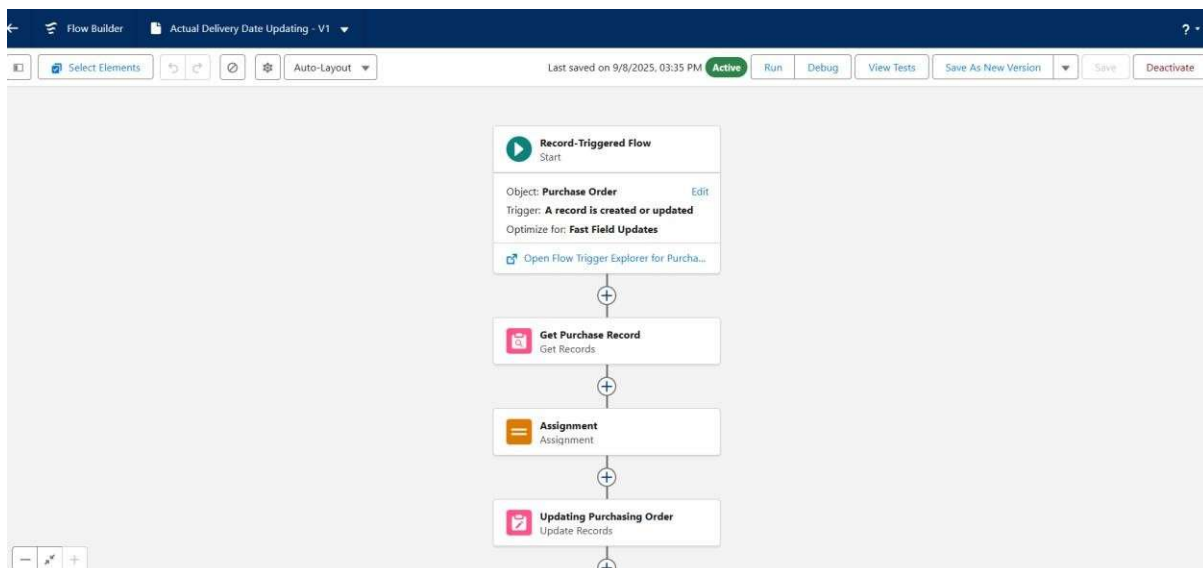 Flow Builder Actual Delivery Date Updating - V1 ?
Select Elements Auto-Layout Last saved on 9/8/2025, 03:35 PM Active Run Debug View Tests Save As New Version Save Deactivate
Record-Triggered Flow
Start
Object: Purchase Order Edit
Trigger: A record is created or updated
Optimize for: Fast Field Updates
Open Flow Trigger Explorer for Purcha...
Get Purchase Record
Get Records
Assignment
Assignment
Updating Purchasing Order
Update Records